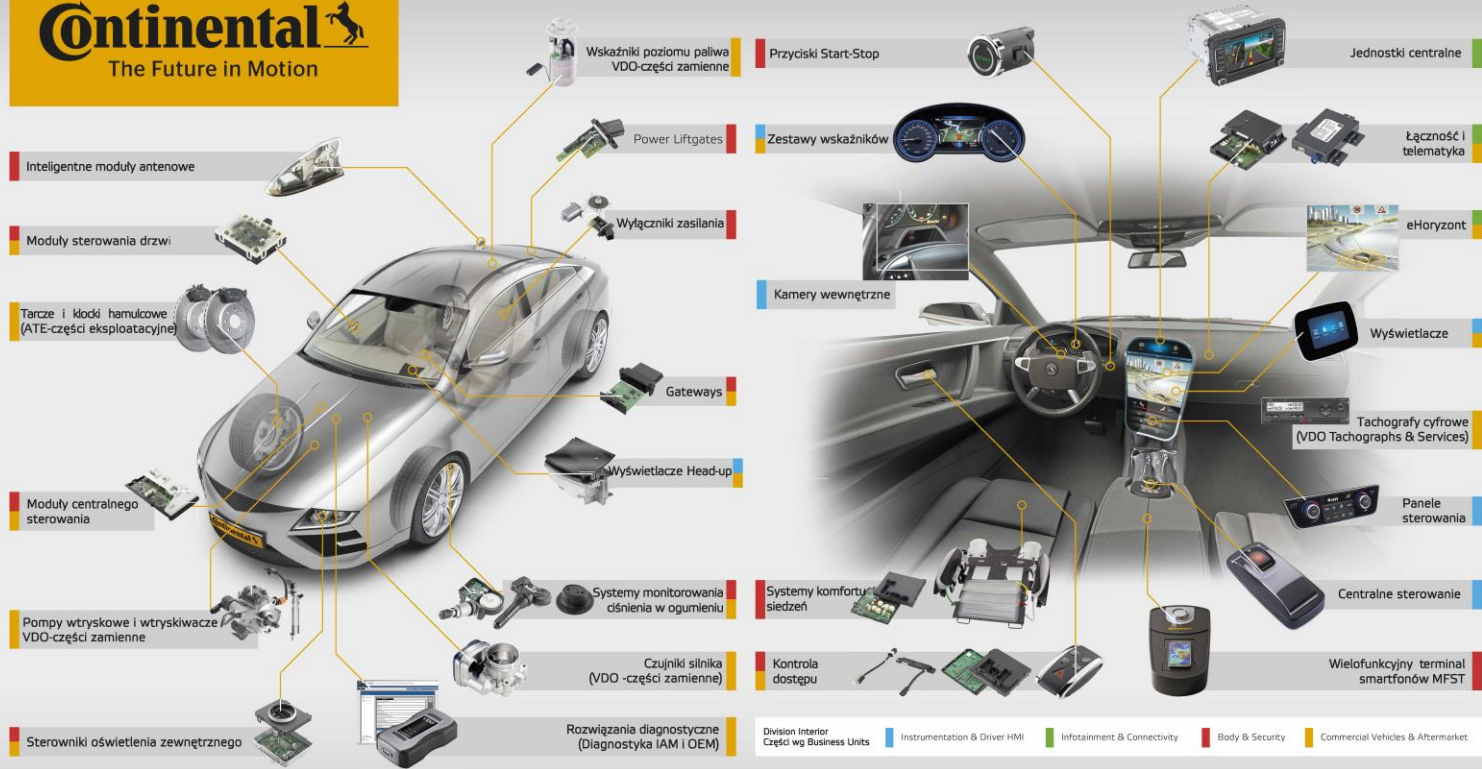 Continental
The Future in Motion
Wskaźniki poziomu paliwa
VDO-części zamienne
Power Liftgates
Inteligentne moduły antenowe
Wyłączniki zasilania
Moduły sterowania drzwi
Tarcze i klocki hamulcowe
(ATE-części eksploatacyjne)
Gateways
Wyświetlacze Head-up
Moduły centralnego
sterowania
Continental
Systemy monitorowania
ciśnienia w ogumieniu
Pompy wtryskowe i wtryskiwacze
VDO-części zamienne
Czujniki silnika
(VDO -części zamienne)
Sterowniki oświetlenia zewnętrznego
VDO
Rozwiązania diagnostyczne
(Diagnostyka IAM i OEM)
Przyciski Start-Stop
START
Jednostki centralne
Zestawy wskaźników
Łączność i
telematyka
eHoryzont
Kamery wewnętrzne
Wyświetlacze
Tachografy cyfrowe
(VDO Tachographs & Services)
Panele
sterowania
Systemy komfortu
siedzeń
Centralne sterowanie
Kontrola
dostępu
Wielofunkcyjny terminal
smartfonów MFST
Division Interior
Części wg Business Units
Instrumentation & Driver HMI
Infotainment & Connectivity
Body & Security
Commercial Vehicles & Aftermarket